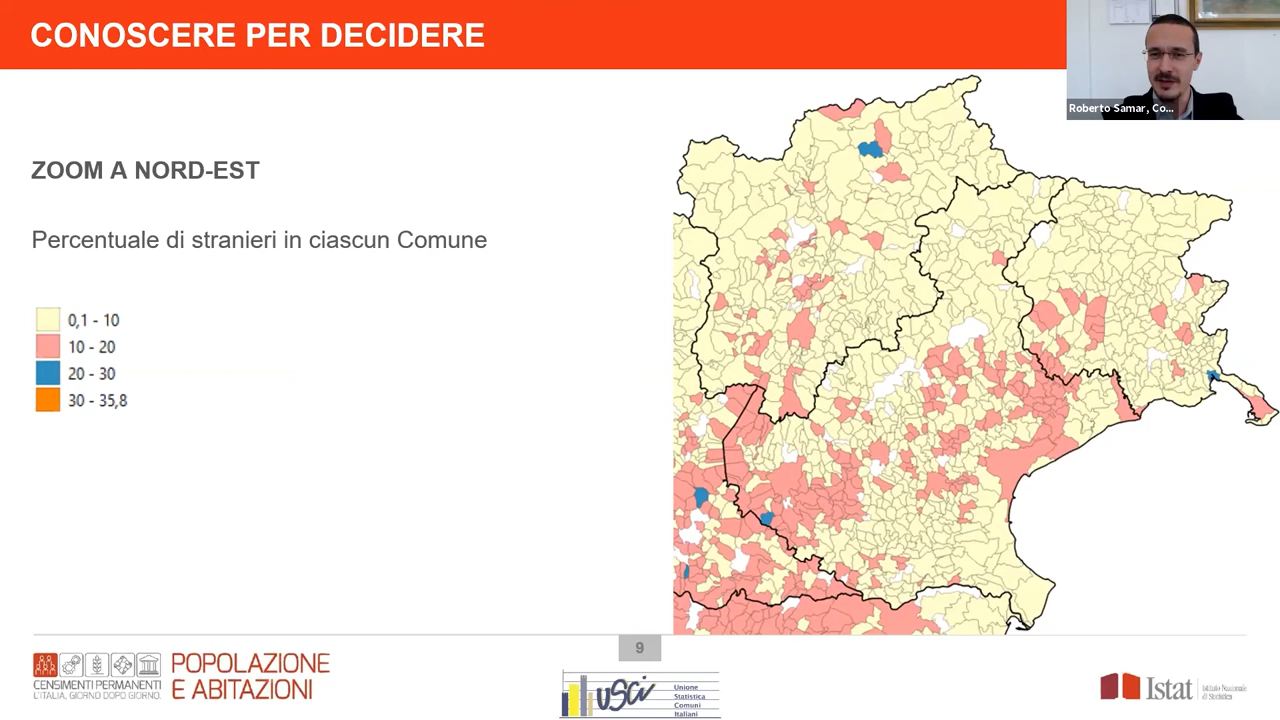 CONOSCERE PER DECIDERE
Roberto Samar, Co...
ZOOM A NORD-EST
Percentuale di stranieri in ciascun Comune
0,1 - 10
10 - 20
20 - 30
30 - 35,8
9
CENSIMENTI PERMANENTI
L'ITALIA, GIORNO DOPO GIORNO.
POPOLAZIONE
E ABITAZIONI
usci
Unione
Statistica
Comuni
Italiani
Istat
Istituto Nazionale
di Statistica